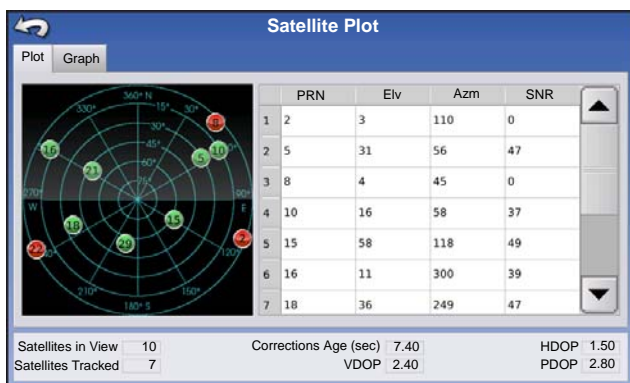 Satellite Plot
Plot Graph
360° N
330° 15° 30°
8
30°
45°
16 5 10
60°
21
75°
270° 90°
W E
18 15
29 2
22 120°
210° 150°
180° S
PRN Elv Azm SNR
1 2 3 110 0
2 5 31 56 47
3 8 4 45 0
4 10 16 58 37
5 15 58 118 49
6 16 11 300 39
7 18 36 249 47
Satellites in View 10 Corrections Age (sec) 7.40 HDOP 1.50
Satellites Tracked 7 VDOP 2.40 PDOP 2.80